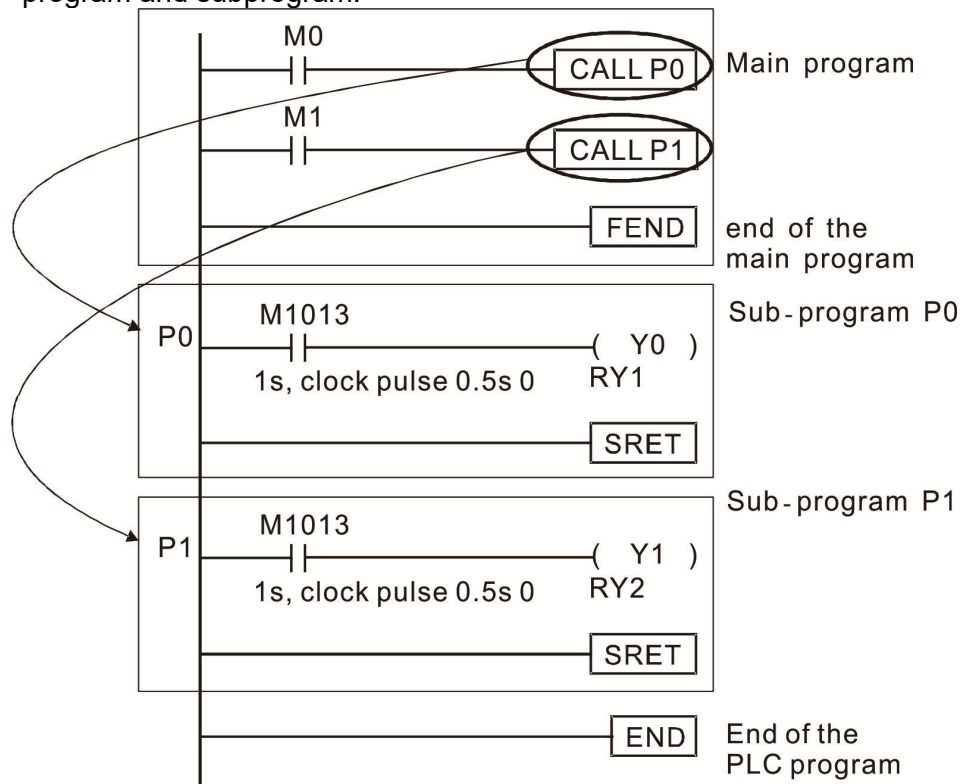 program and subprogram.
M0
CALL P0
Main program
M1
CALL P1
FEND
end of the
main program
Sub-program P0
P0
M1013
( Y0 )
1s, clock pulse 0.5s 0
RY1
SRET
Sub-program P1
P1
M1013
( Y1 )
1s, clock pulse 0.5s 0
RY2
SRET
END
End of the
PLC program